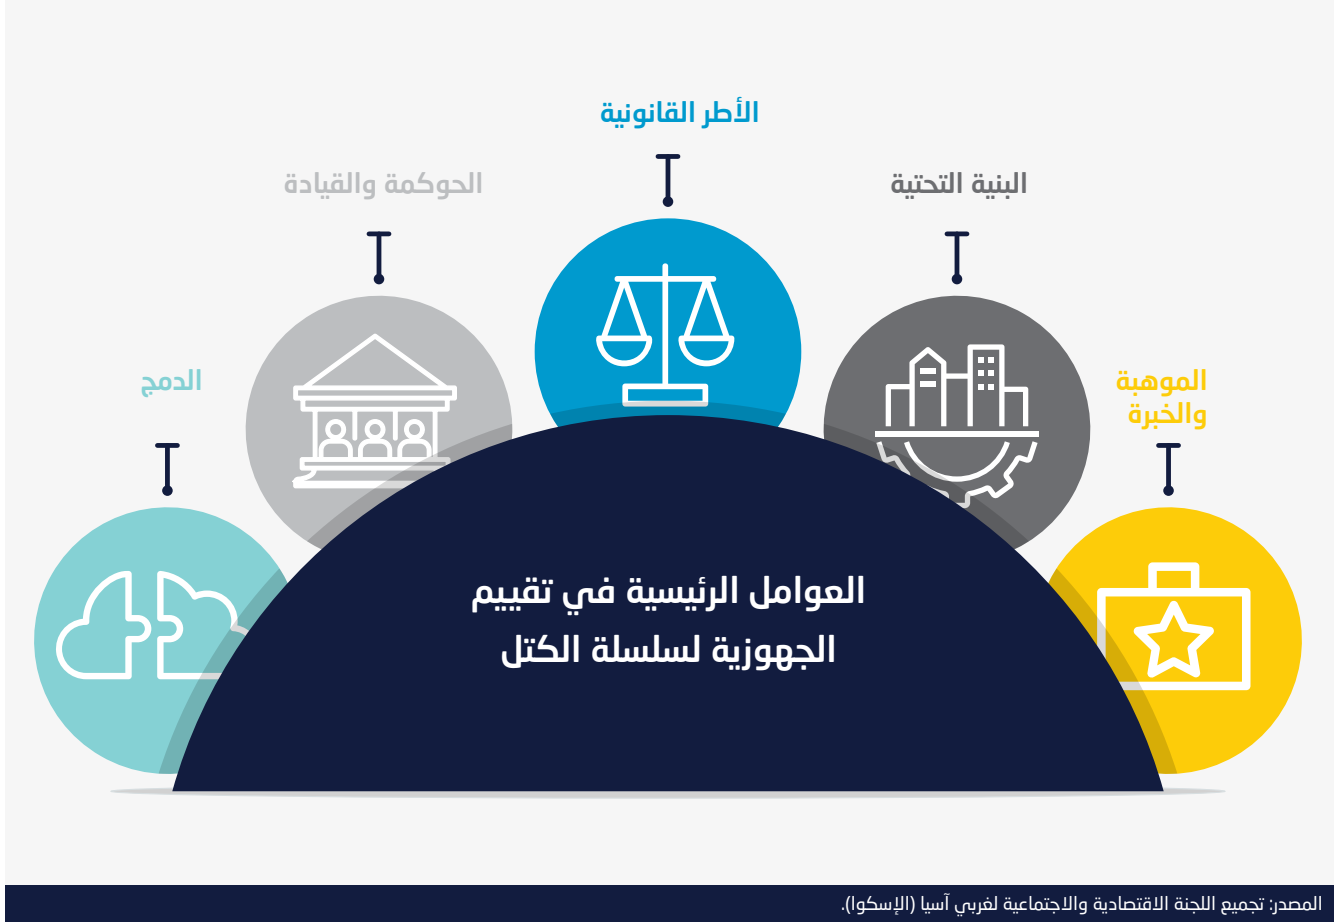 الأطر القانونية
البنية التحتية
الحوكمة والقيادة
الموهبة
والخبرة
الدمج
العوامل الرئيسية في تقييم
الجهوزية لسلسلة الكتل
المصدر: تجميع اللجنة الاقتصادية والاجتماعية لغربي آسيا (الإسكوا).